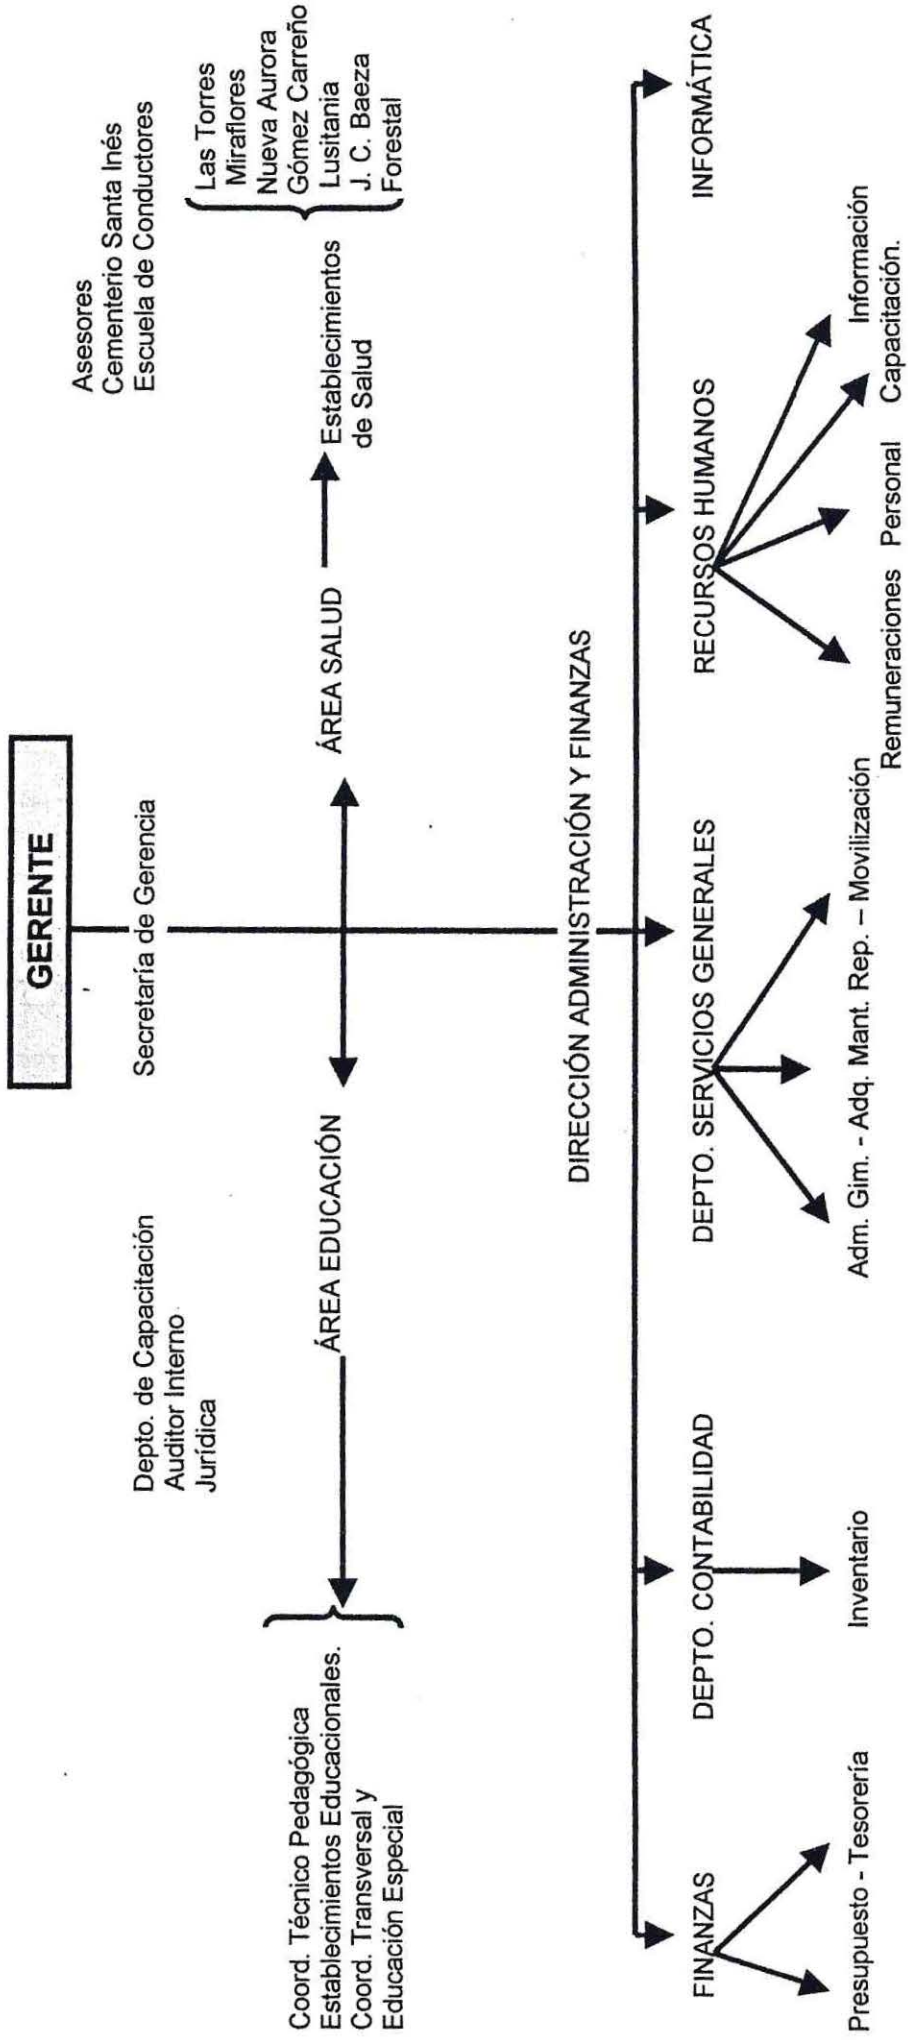 GERENTE
Secretaría de Gerencia
Depto. de Capacitación
Auditor Interno
Jurídica
Asesores
Cementerio Santa Inés
Escuela de Conductores
Coord. Técnico Pedagógica
Establecimientos Educacionales.
Coord. Transversal y
Educación Especial
ÁREA EDUCACIÓN
ÁREA SALUD
Establecimientos
de Salud
Las Torres
Miraflores
Nueva Aurora
Gómez Carreño
Lusitania
J. C. Baeza
Forestal
DIRECCIÓN ADMINISTRACIÓN Y FINANZAS
FINANZAS
DEPTO. CONTABILIDAD
DEPTO. SERVICIOS GENERALES
RECURSOS HUMANOS
INFORMÁTICA
Presupuesto - Tesorería
Inventario
Adm. Gim. - Adq. Mant. Rep. – Movilización
Remuneraciones Personal Capacitación.
Información